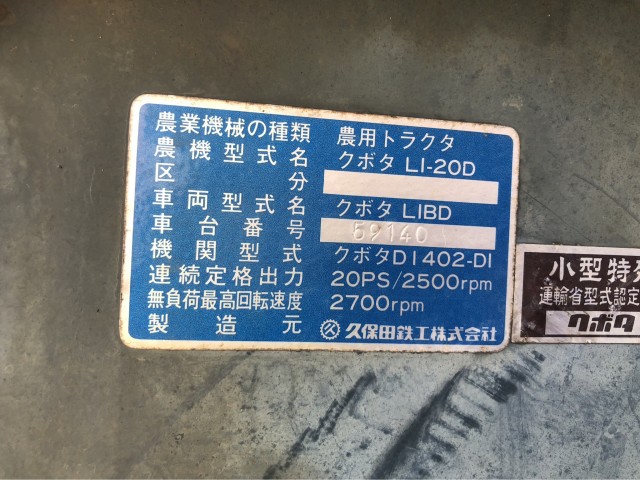 農業機械の種類 農用トラクタ
農機型式名 クボタ L1-20D
区分
車両型式名 クボタ L1BD
車台番号 59140
機関型式 クボタD1402-D1
連続定格出力 20PS/2500rpm
無負荷最高回転速度 2700rpm
製造元 久保田鉄工株式会社
小型特殊
運輸省型式認定
クボタ